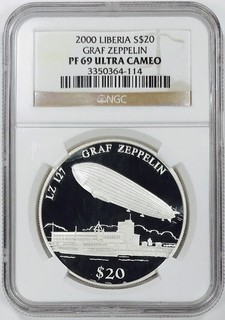 2000 LIBERIA S$20
GRAF ZEPPELIN
PF 69 ULTRA CAMEO
3350364-114
NGC
LZ 127 GRAF ZEPPELIN
$20